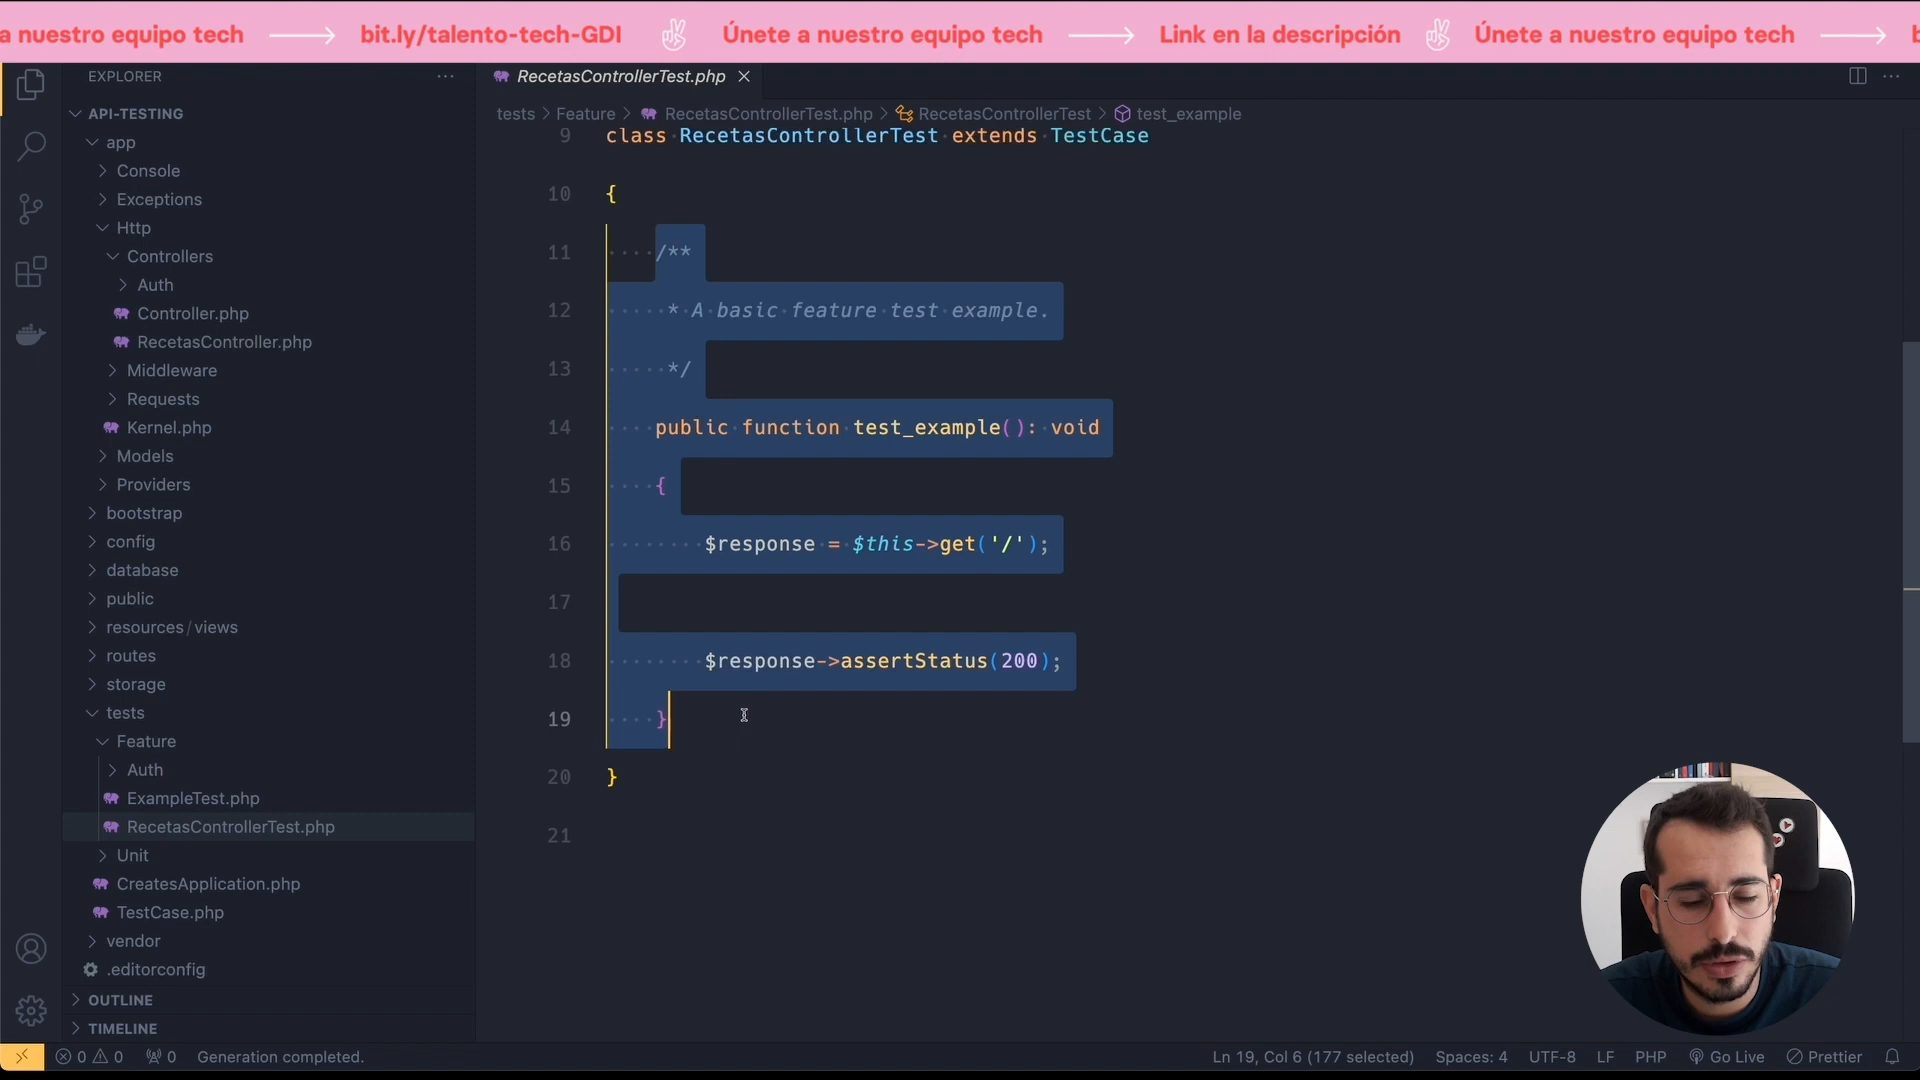 a nuestro equipo tech ⟶ bit.ly/talento-tech-GDI ✌ Únete a nuestro equipo tech ⟶ Link en la descripción ✌ Únete a nuestro equipo tech ⟶ b
EXPLORER ···
API-TESTING
app
Console
Exceptions
Http
Controllers
Auth
Controller.php
RecetasController.php
Middleware
Requests
Kernel.php
Models
Providers
bootstrap
config
database
public
resources/views
routes
storage
tests
Feature
Auth
ExampleTest.php
RecetasControllerTest.php
Unit
CreatesApplication.php
TestCase.php
vendor
.editorconfig
OUTLINE
TIMELINE
RecetasControllerTest.php
tests > Feature > RecetasControllerTest.php > RecetasControllerTest > test_example
9 class RecetasControllerTest extends TestCase
10 {
11 /**
12 * A basic feature test example.
13 */
14 public function test_example(): void
15 {
16 $response = $this->get('/');
17
18 $response->assertStatus(200);
19 }
20 }
21
0 0 0 Generation completed. Ln 19, Col 6 (177 selected) Spaces: 4 UTF-8 LF PHP Go Live Prettier